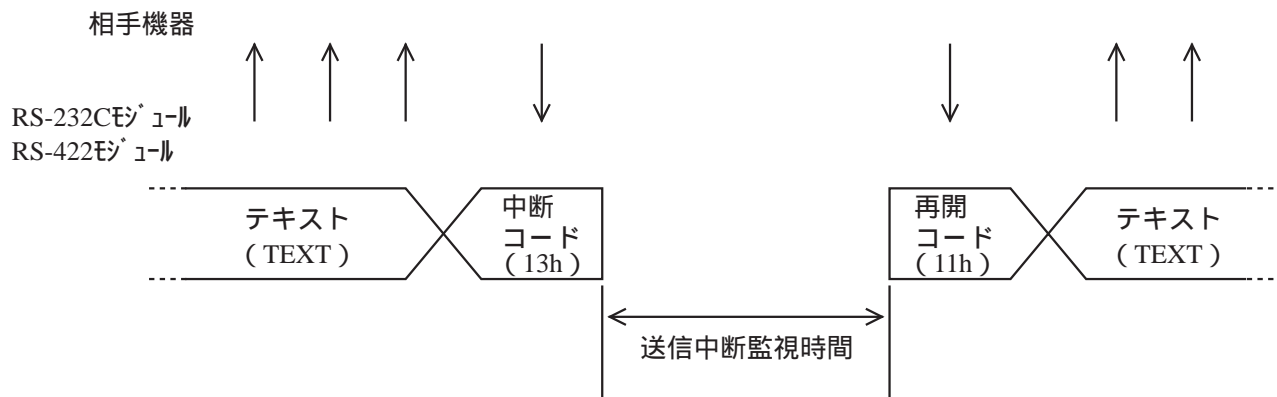 相手機器
RS-232Cﾓｼﾞｭｰﾙ
RS-422ﾓｼﾞｭｰﾙ
テキスト
（TEXT）
中断
コード
（13h）
再開
コード
（11h）
テキスト
（TEXT）
送信中断監視時間